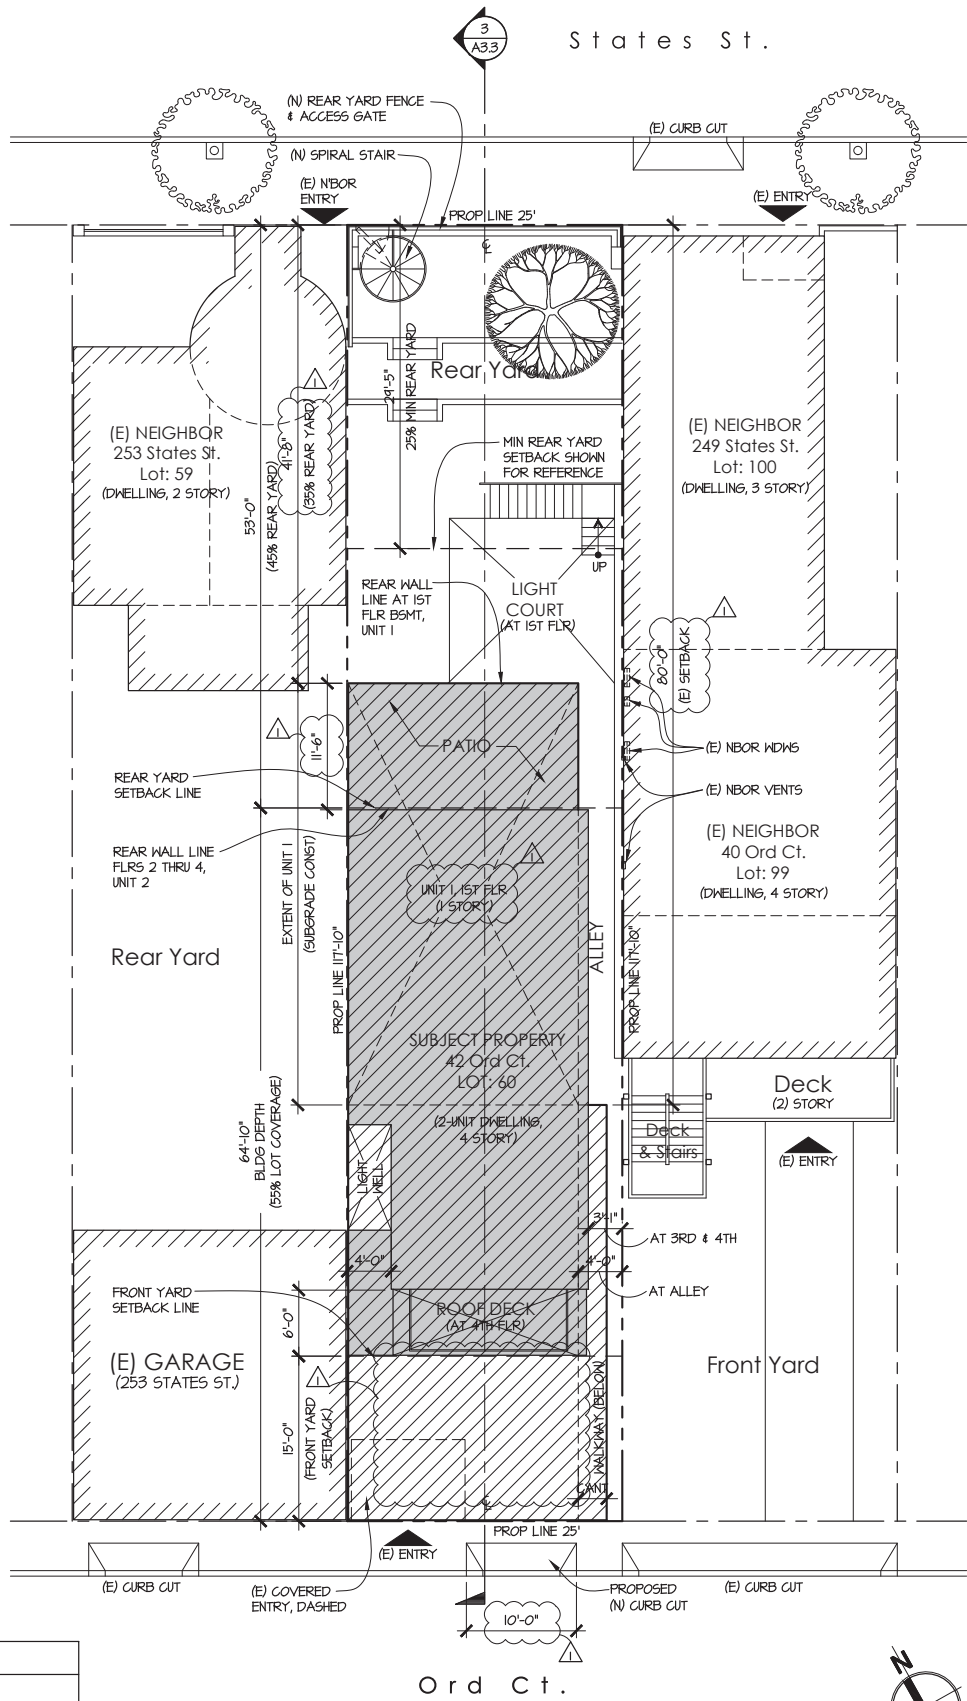 3
A3.3
States St.
(N) REAR YARD FENCE
& ACCESS GATE
(E) CURB CUT
(N) SPIRAL STAIR
(E) N'BOR
ENTRY
(E) ENTRY
PROP LINE 25'
℄
29'-5"
25% MIN REAR YARD
Rear Yard
1
(E) NEIGHBOR
253 States St.
Lot: 59
(DWELLING, 2 STORY)
41'-8"
(35% REAR YARD)
53'-0"
(45% REAR YARD)
MIN REAR YARD
SETBACK SHOWN
FOR REFERENCE
(E) NEIGHBOR
249 States St.
Lot: 100
(DWELLING, 3 STORY)
UP
REAR WALL
LINE AT 1ST
FLR BSMT,
UNIT 1
LIGHT
COURT
(AT 1ST FLR)
1
80'-0"
(E) SETBACK
1
11'-6"
PATIO
(E) NBOR WDWS
REAR YARD
SETBACK LINE
(E) NBOR VENTS
REAR WALL LINE
FLRS 2 THRU 4,
UNIT 2
EXTENT OF UNIT 1
(SUBGRADE CONST)
1
UNIT 1, 1ST FLR
(1 STORY)
(E) NEIGHBOR
40 Ord Ct.
Lot: 99
(DWELLING, 4 STORY)
ALLEY
Rear Yard
PROP LINE 117'-10"
PROP LINE 117'-10"
SUBJECT PROPERTY
42 Ord Ct.
LOT: 60
(2-UNIT DWELLING,
4 STORY)
Deck
(2) STORY
Deck
& Stairs
(E) ENTRY
64'-10"
BLDG DEPTH
(55% LOT COVERAGE)
LIGHT
WELL
3'-1"
AT 3RD & 4TH
4'-0"
4'-0"
AT ALLEY
FRONT YARD
SETBACK LINE
6'-0"
ROOF DECK
(AT 4TH FLR)
(E) GARAGE
(253 STATES ST.)
Front Yard
1
15'-0"
(FRONT YARD
SETBACK)
WALKWAY (BELOW)
CANT
℄
PROP LINE 25'
(E) ENTRY
(E) CURB CUT
(E) COVERED
ENTRY, DASHED
PROPOSED
(N) CURB CUT
(E) CURB CUT
10'-0"
1
Ord Ct.
N